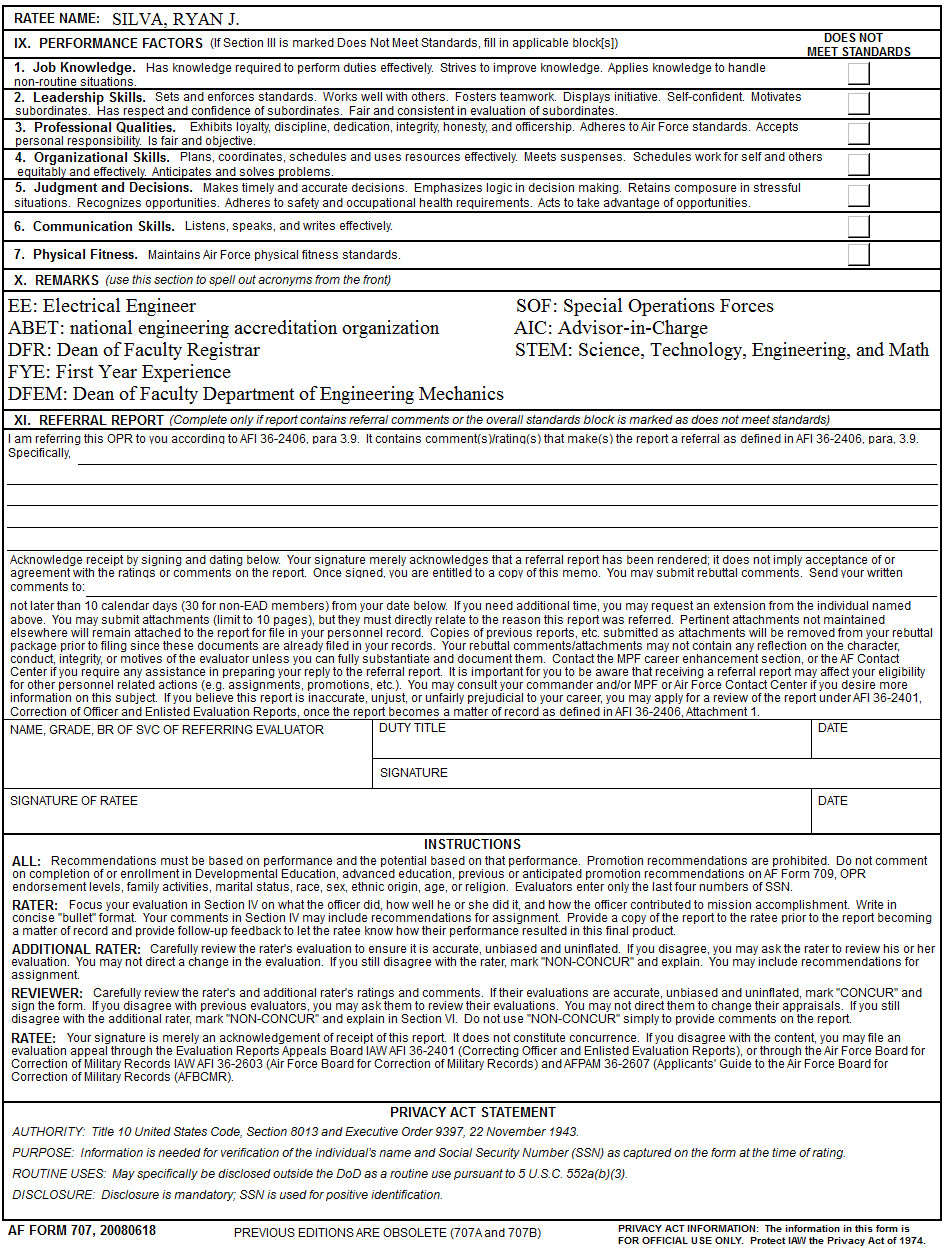 RATEE NAME: SILVA, RYAN J.
IX. PERFORMANCE FACTORS (If Section III is marked Does Not Meet Standards, fill in applicable block[s])
DOES NOT
MEET STANDARDS
1. Job Knowledge. Has knowledge required to perform duties effectively. Strives to improve knowledge. Applies knowledge to handle
non-routine situations.
2. Leadership Skills. Sets and enforces standards. Works well with others. Fosters teamwork. Displays initiative. Self-confident. Motivates
subordinates. Has respect and confidence of subordinates. Fair and consistent in evaluation of subordinates.
3. Professional Qualities. Exhibits loyalty, discipline, dedication, integrity, honesty, and officership. Adheres to Air Force standards. Accepts
personal responsibility. Is fair and objective.
4. Organizational Skills. Plans, coordinates, schedules and uses resources effectively. Meets suspenses. Schedules work for self and others
equitably and effectively. Anticipates and solves problems.
5. Judgment and Decisions. Makes timely and accurate decisions. Emphasizes logic in decision making. Retains composure in stressful
situations. Recognizes opportunities. Adheres to safety and occupational health requirements. Acts to take advantage of opportunities.
6. Communication Skills. Listens, speaks, and writes effectively.
7. Physical Fitness. Maintains Air Force physical fitness standards.
X. REMARKS (use this section to spell out acronyms from the front)
EE: Electrical Engineer
ABET: national engineering accreditation organization
DFR: Dean of Faculty Registrar
FYE: First Year Experience
DFEM: Dean of Faculty Department of Engineering Mechanics
SOF: Special Operations Forces
AIC: Advisor-in-Charge
STEM: Science, Technology, Engineering, and Math
XI. REFERRAL REPORT (Complete only if report contains referral comments or the overall standards block is marked as does not meet standards)
I am referring this OPR to you according to AFI 36-2406, para 3.9. It contains comment(s)/rating(s) that make(s) the report a referral as defined in AFI 36-2406, para, 3.9.
Specifically,
Acknowledge receipt by signing and dating below. Your signature merely acknowledges that a referral report has been rendered; it does not imply acceptance of or
agreement with the ratings or comments on the report. Once signed, you are entitled to a copy of this memo. You may submit rebuttal comments. Send your written
comments to:
not later than 10 calendar days (30 for non-EAD members) from your date below. If you need additional time, you may request an extension from the individual named
above. You may submit attachments (limit to 10 pages), but they must directly relate to the reason this report was referred. Pertinent attachments not maintained
elsewhere will remain attached to the report for file in your personnel record. Copies of previous reports, etc. submitted as attachments will be removed from your rebuttal
package prior to filing since these documents are already filed in your records. Your rebuttal comments/attachments may not contain any reflection on the character,
conduct, integrity, or motives of the evaluator unless you can fully substantiate and document them. Contact the MPF career enhancement section, or the AF Contact
Center if you require any assistance in preparing your reply to the referral report. It is important for you to be aware that receiving a referral report may affect your eligibility
for other personnel related actions (e.g. assignments, promotions, etc.). You may consult your commander and/or MPF or Air Force Contact Center if you desire more
information on this subject. If you believe this report is inaccurate, unjust, or unfairly prejudicial to your career, you may apply for a review of the report under AFI 36-2401,
Correction of Officer and Enlisted Evaluation Reports, once the report becomes a matter of record as defined in AFI 36-2406, Attachment 1.
NAME, GRADE, BR OF SVC OF REFERRING EVALUATOR
DUTY TITLE
DATE
SIGNATURE
SIGNATURE OF RATEE
DATE
INSTRUCTIONS
ALL: Recommendations must be based on performance and the potential based on that performance. Promotion recommendations are prohibited. Do not comment
on completion of or enrollment in Developmental Education, advanced education, previous or anticipated promotion recommendations on AF Form 709, OPR
endorsement levels, family activities, marital status, race, sex, ethnic origin, age, or religion. Evaluators enter only the last four numbers of SSN.
RATER: Focus your evaluation in Section IV on what the officer did, how well he or she did it, and how the officer contributed to mission accomplishment. Write in
concise "bullet" format. Your comments in Section IV may include recommendations for assignment. Provide a copy of the report to the ratee prior to the report becoming
a matter of record and provide follow-up feedback to let the ratee know how their performance resulted in this final product.
ADDITIONAL RATER: Carefully review the rater's evaluation to ensure it is accurate, unbiased and uninflated. If you disagree, you may ask the rater to review his or her
evaluation. You may not direct a change in the evaluation. If you still disagree with the rater, mark "NON-CONCUR" and explain. You may include recommendations for
assignment.
REVIEWER: Carefully review the rater's and additional rater's ratings and comments. If their evaluations are accurate, unbiased and uninflated, mark "CONCUR" and
sign the form. If you disagree with previous evaluators, you may ask them to review their evaluations. You may not direct them to change their appraisals. If you still
disagree with the additional rater, mark "NON-CONCUR" and explain in Section VI. Do not use "NON-CONCUR" simply to provide comments on the report.
RATEE: Your signature is merely an acknowledgement of receipt of this report. It does not constitute concurrence. If you disagree with the content, you may file an
evaluation appeal through the Evaluation Reports Appeals Board IAW AFI 36-2401 (Correcting Officer and Enlisted Evaluation Reports), or through the Air Force Board for
Correction of Military Records IAW AFI 36-2603 (Air Force Board for Correction of Military Records) and AFPAM 36-2607 (Applicants' Guide to the Air Force Board for
Correction of Military Records (AFBCMR).
PRIVACY ACT STATEMENT
AUTHORITY: Title 10 United States Code, Section 8013 and Executive Order 9397, 22 November 1943.
PURPOSE: Information is needed for verification of the individual's name and Social Security Number (SSN) as captured on the form at the time of rating.
ROUTINE USES: May specifically be disclosed outside the DoD as a routine use pursuant to 5 U.S.C. 552a(b)(3).
DISCLOSURE: Disclosure is mandatory; SSN is used for positive identification.
AF FORM 707, 20080618
PREVIOUS EDITIONS ARE OBSOLETE (707A and 707B)
PRIVACY ACT INFORMATION: The information in this form is
FOR OFFICIAL USE ONLY. Protect IAW the Privacy Act of 1974.